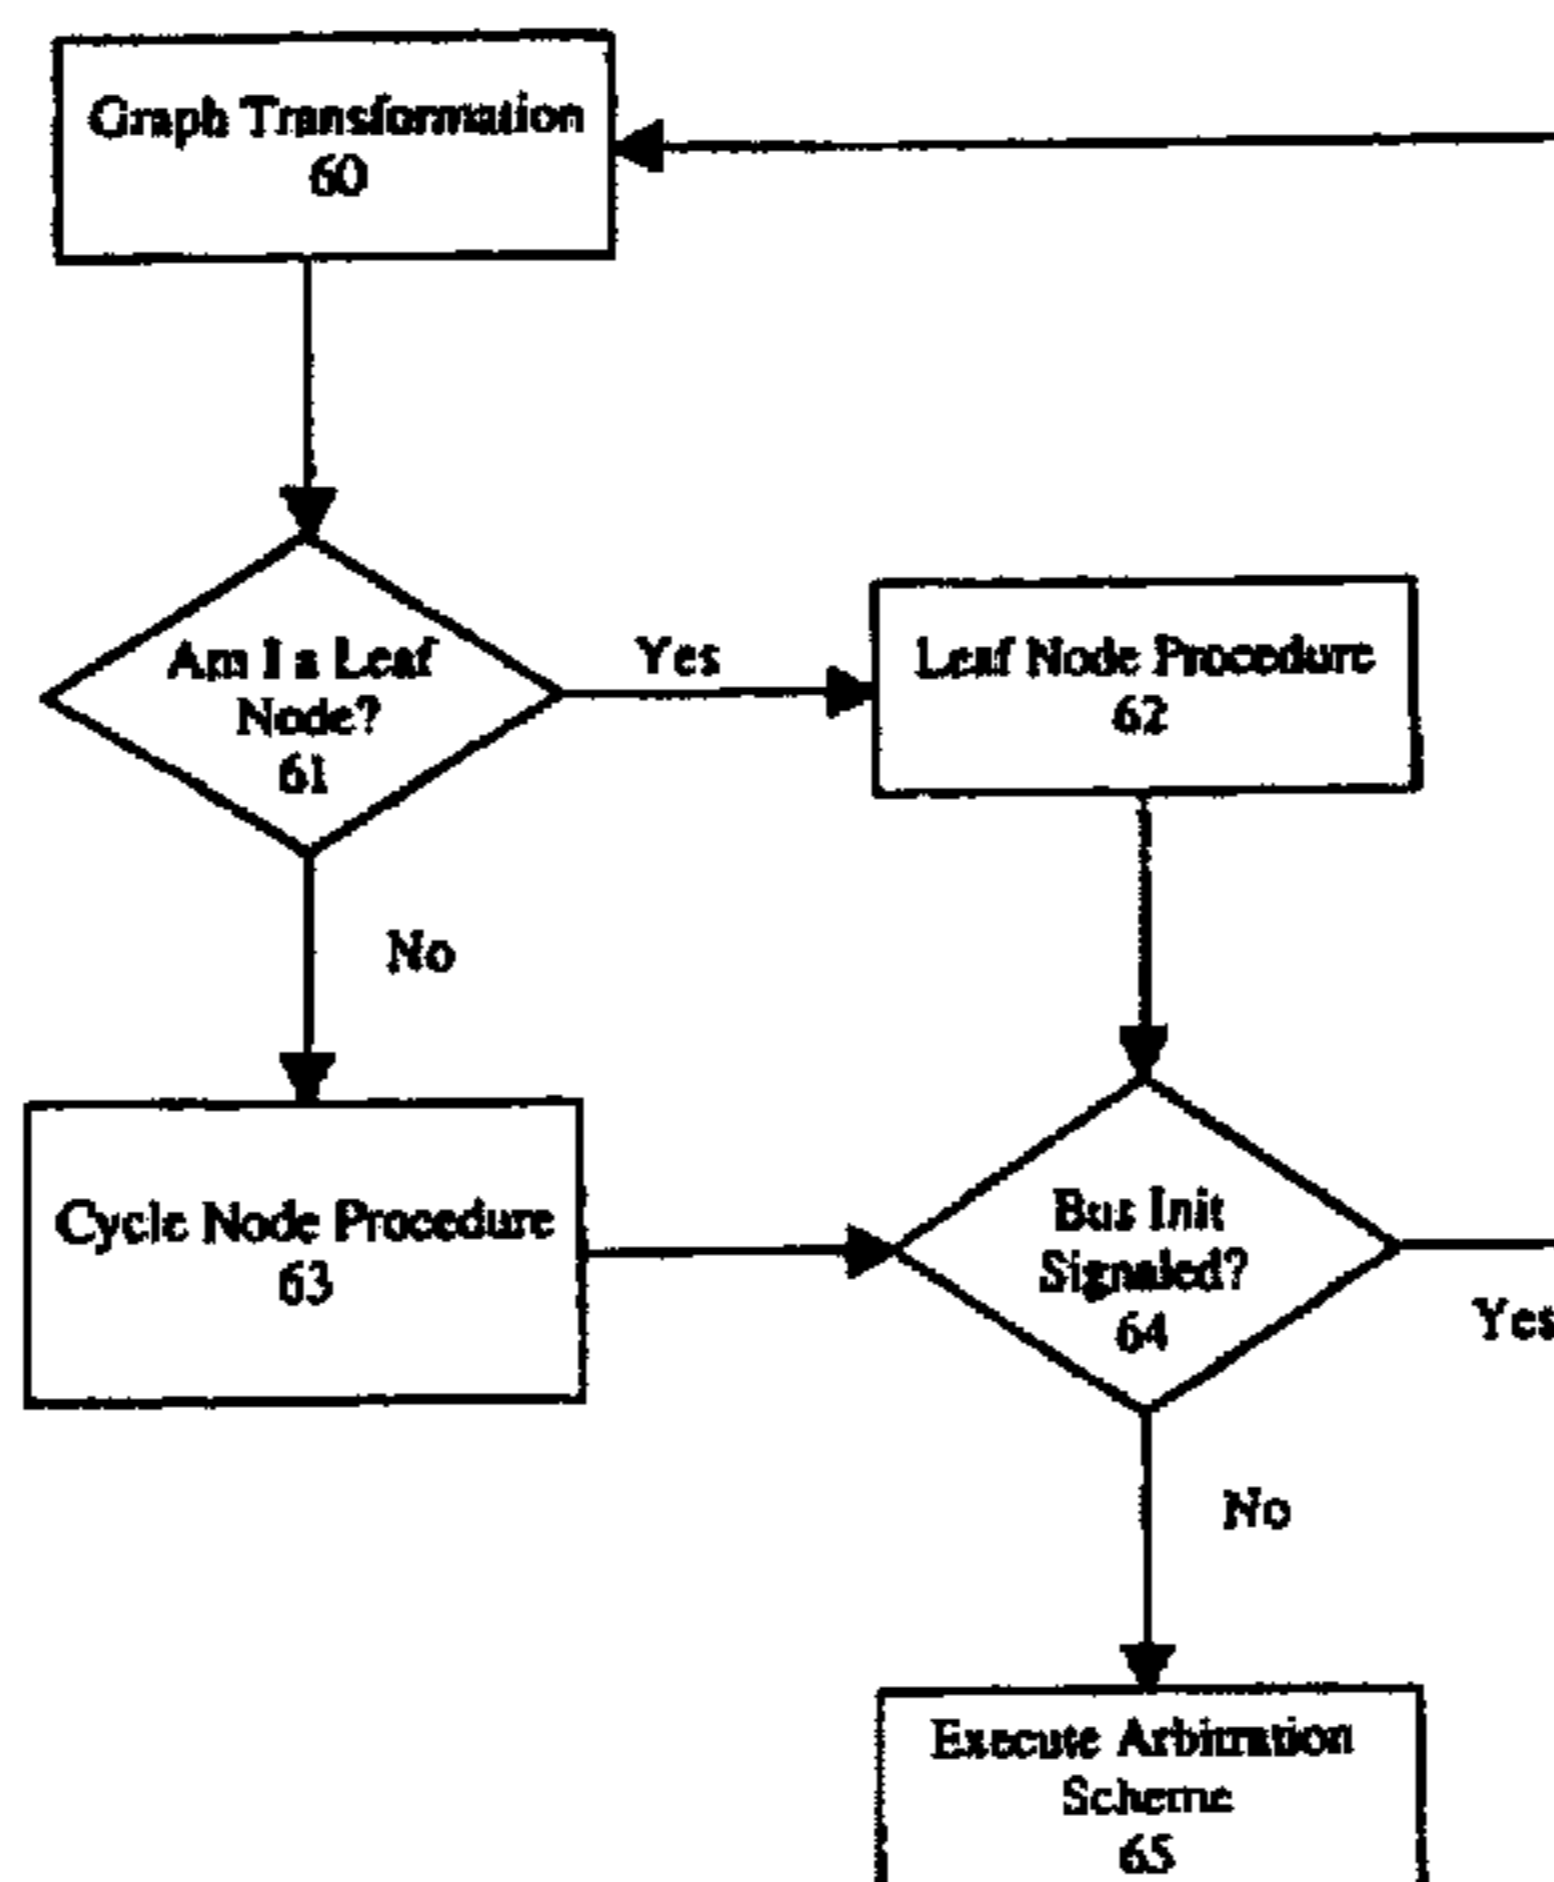 Graph Transformation
60
Am I a Leaf
Node?
61
Yes
Leaf Node Procedure
62
No
Cycle Node Procedure
63
Bus Init
Signaled?
64
Yes
No
Execute Arbitration
Scheme
65